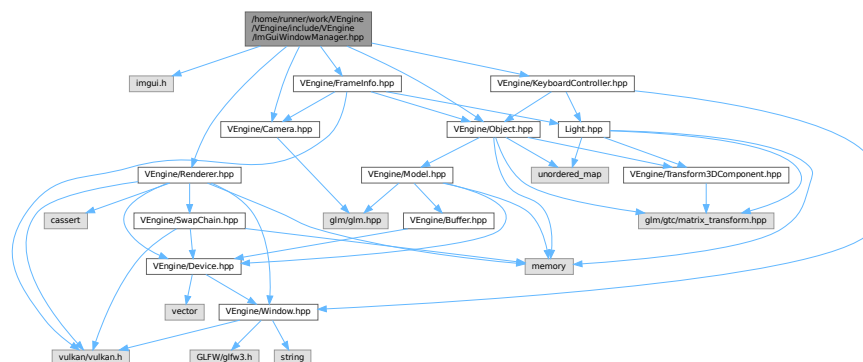 /home/runner/work/VEngine
/VEngine/include/VEngine
/ImGuiWindowManager.hpp
imgui.h
VEngine/FrameInfo.hpp
VEngine/KeyboardController.hpp
VEngine/Camera.hpp
VEngine/Object.hpp
Light.hpp
VEngine/Renderer.hpp
VEngine/Model.hpp
unordered_map
VEngine/Transform3DComponent.hpp
cassert
VEngine/SwapChain.hpp
glm/glm.hpp
VEngine/Buffer.hpp
glm/gtc/matrix_transform.hpp
VEngine/Device.hpp
memory
vector
VEngine/Window.hpp
vulkan/vulkan.h
GLFW/glfw3.h
string